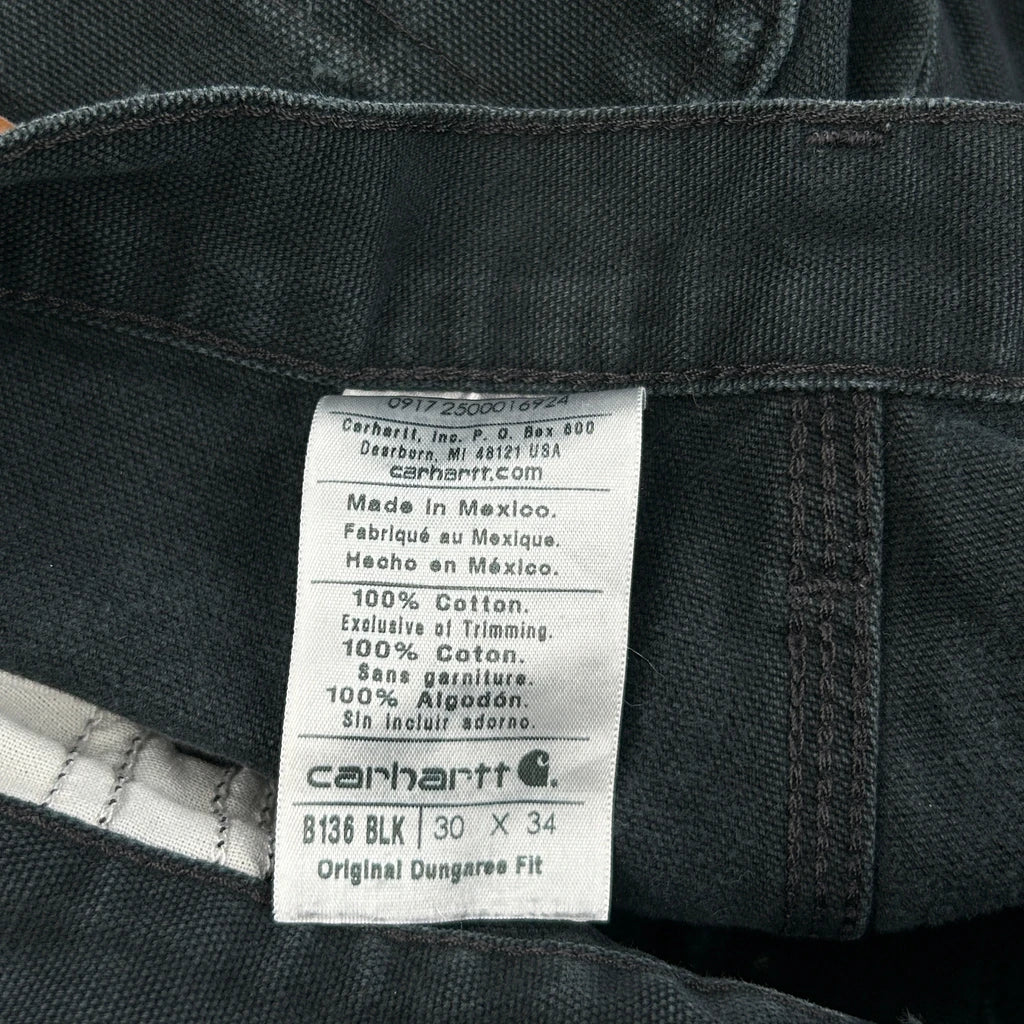 0917 2500016924
Carhartt, Inc. P. O. Box 600
Dearborn, MI 48121 USA
carhartt.com
Made in Mexico.
Fabriqué au Mexique.
Hecho en México.
100% Cotton.
Exclusive of Trimming.
100% Coton.
Sans garniture.
100% Algodón.
Sin incluir adorno.
carhartt
B136 BLK | 30 X 34
Original Dungaree Fit